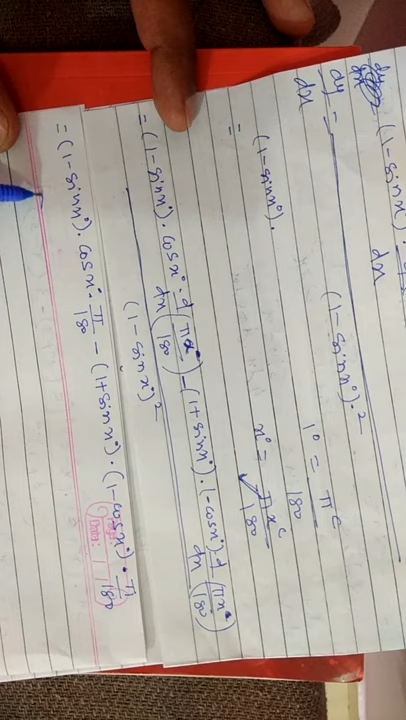 (1 - sin x°).
dx
dy/dx =
(1 - sin x°)²
(1 - sin x°).
1° = π^c/180
=
x° = πx^c/180
= (1 - sin x°). cos x°. d/dx (πx/180) - (1 + sin x°). (- cos x°) d/dx (πx/180)
(1 - sin x°)²
= (1 - sin x°). cos x°. π/180 - (1 + sin x°). (- cos x°). π/180